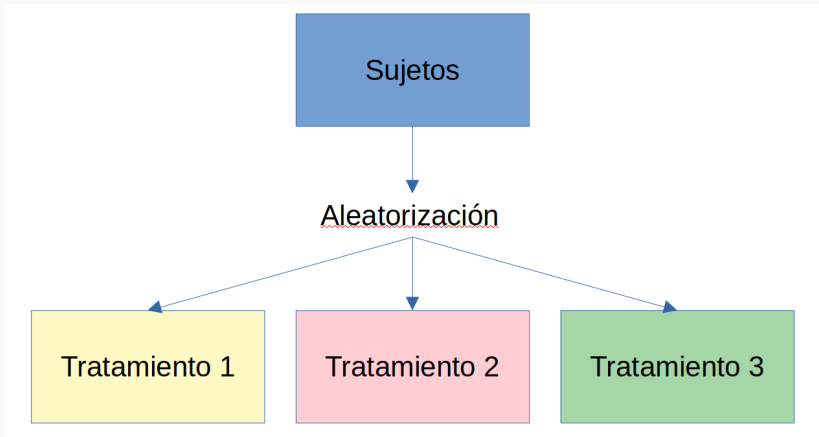 Sujetos
Aleatorización
Tratamiento 1
Tratamiento 2
Tratamiento 3